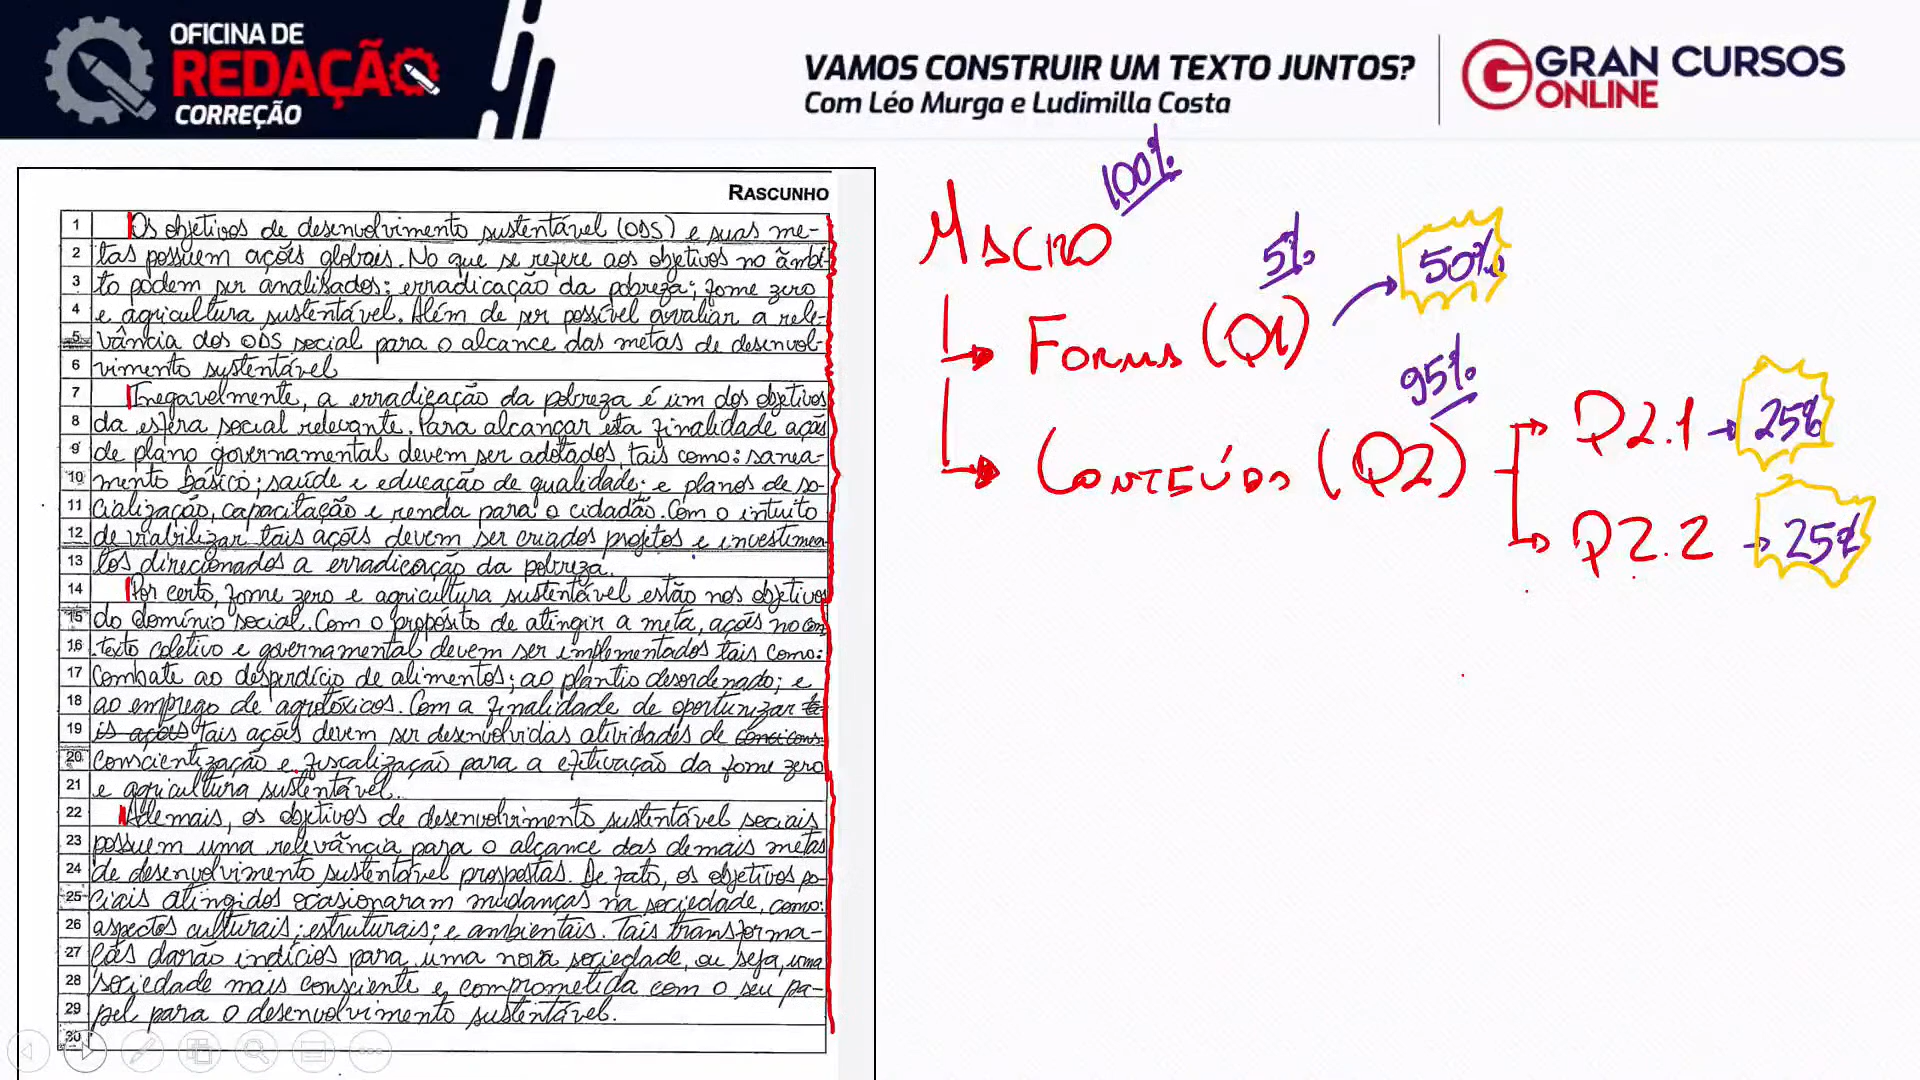 OFICINA DE
REDAÇÃO
CORREÇÃO
VAMOS CONSTRUIR UM TEXTO JUNTOS?
Com Léo Murga e Ludimilla Costa
GRAN CURSOS
ONLINE
RASCUNHO
1 Os objetivos de desenvolvimento sustentável (ODS) e suas me-
2 tas possuem ações globais. No que se refere aos objetivos no âmbi-
3 to podem ser analisados: erradicação da pobreza; fome zero
4 e agricultura sustentável. Além de ser possível avaliar a rele-
5 vância dos ODS social para o alcance das metas de desenvol-
6 vimento sustentável
7 Inegavelmente, a erradicação da pobreza é um dos objetivos
8 da esfera social relevante. Para alcançar esta finalidade ações
9 de plano governamental devem ser adotados, tais como: sanea-
10 mento básico; saúde e educação de qualidade; e planos de so-
11 cialização, capacitação e renda para o cidadão. Com o intuito
12 de viabilizar tais ações devem ser criados projetos e investimen
13 tos direcionados a erradicação da pobreza.
14 Por certo, fome zero e agricultura sustentável estão nos objetivos
15 do domínio social. Com o propósito de atingir a meta, ações no con
16 texto coletivo e governamental devem ser implementados tais como:
17 Combate ao desperdício de alimentos; ao plantio desordenado; e
18 ao emprego de agrotóxicos. Com a finalidade de oportunizar ta-
19 is ações tais ações devem ser desenvolvidas atividades de
20 conscientização e fiscalização para a efetivação da fome zero
21 e agricultura sustentável.
22 Ademais, os objetivos de desenvolvimento sustentável sociais
23 possuem uma relevância para o alcance das demais metas
24 de desenvolvimento sustentável prospostas. De fato, os objetivos so-
25 ciais atingidos ocasionaram mudanças na sociedade, como:
26 aspectos culturais; estruturais; e ambientais. Tais transforma-
27 ções darão indícios para uma nova sociedade, ou seja, uma
28 sociedade mais consciente e comprometida com o seu pa-
29 pel para o desenvolvimento sustentável.
30
MACRO 100%
5% 50%
FORMA (Q1)
95%
CONTEÚDO (Q2)
Q2.1 25%
Q2.2 25%